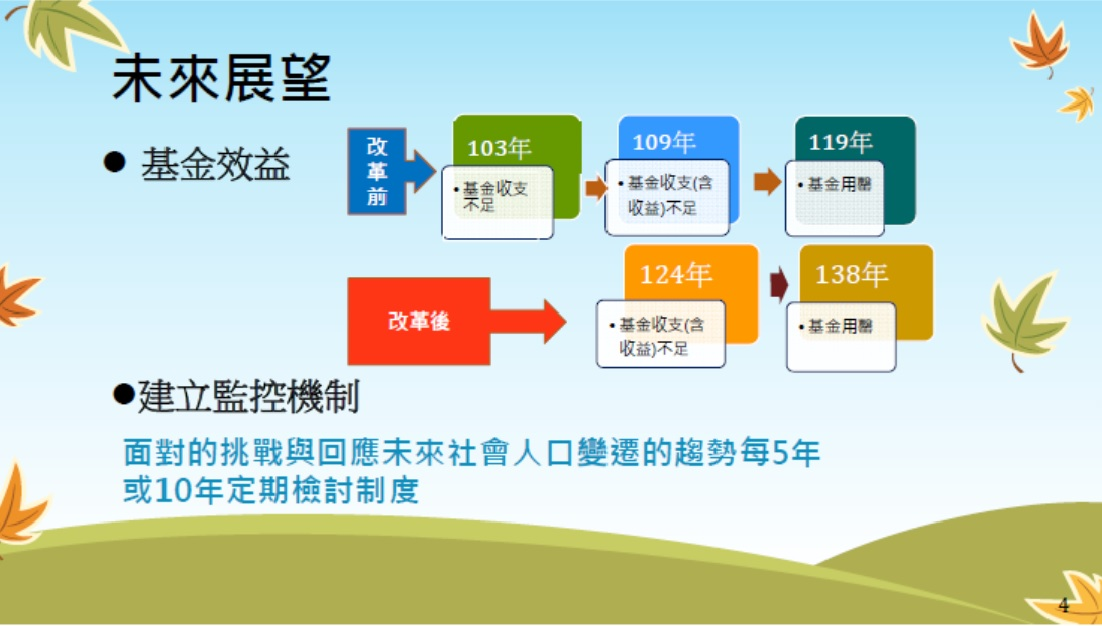 未來展望
● 基金效益
改
革
前
103年
• 基金收支
不足
109年
• 基金收支(含
收益)不足
119年
• 基金用罄
改革後
124年
• 基金收支(含
收益)不足
138年
• 基金用罄
●建立監控機制
面對的挑戰與回應未來社會人口變遷的趨勢每5年
或10年定期檢討制度
4